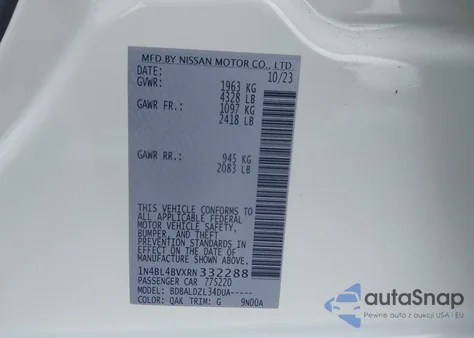 MFD BY NISSAN MOTOR CO., LTD.
DATE: 10/23
GVWR: 1963 KG
4328 LB
GAWR FR.: 1097 KG
2418 LB
GAWR RR.: 945 KG
2083 LB
THIS VEHICLE CONFORMS TO
ALL APPLICABLE FEDERAL
MOTOR VEHICLE SAFETY,
BUMPER, AND THEFT
PREVENTION STANDARDS IN
EFFECT ON THE DATE OF
MANUFACTURE SHOWN ABOVE.
1N4BL4BVXRN332288
PASSENGER CAR 775220
MODEL: BDBALDZL34DUA-----
COLOR: QAK TRIM: G 9N00A
autoSnap
Pewne auto z aukcji USA i EU